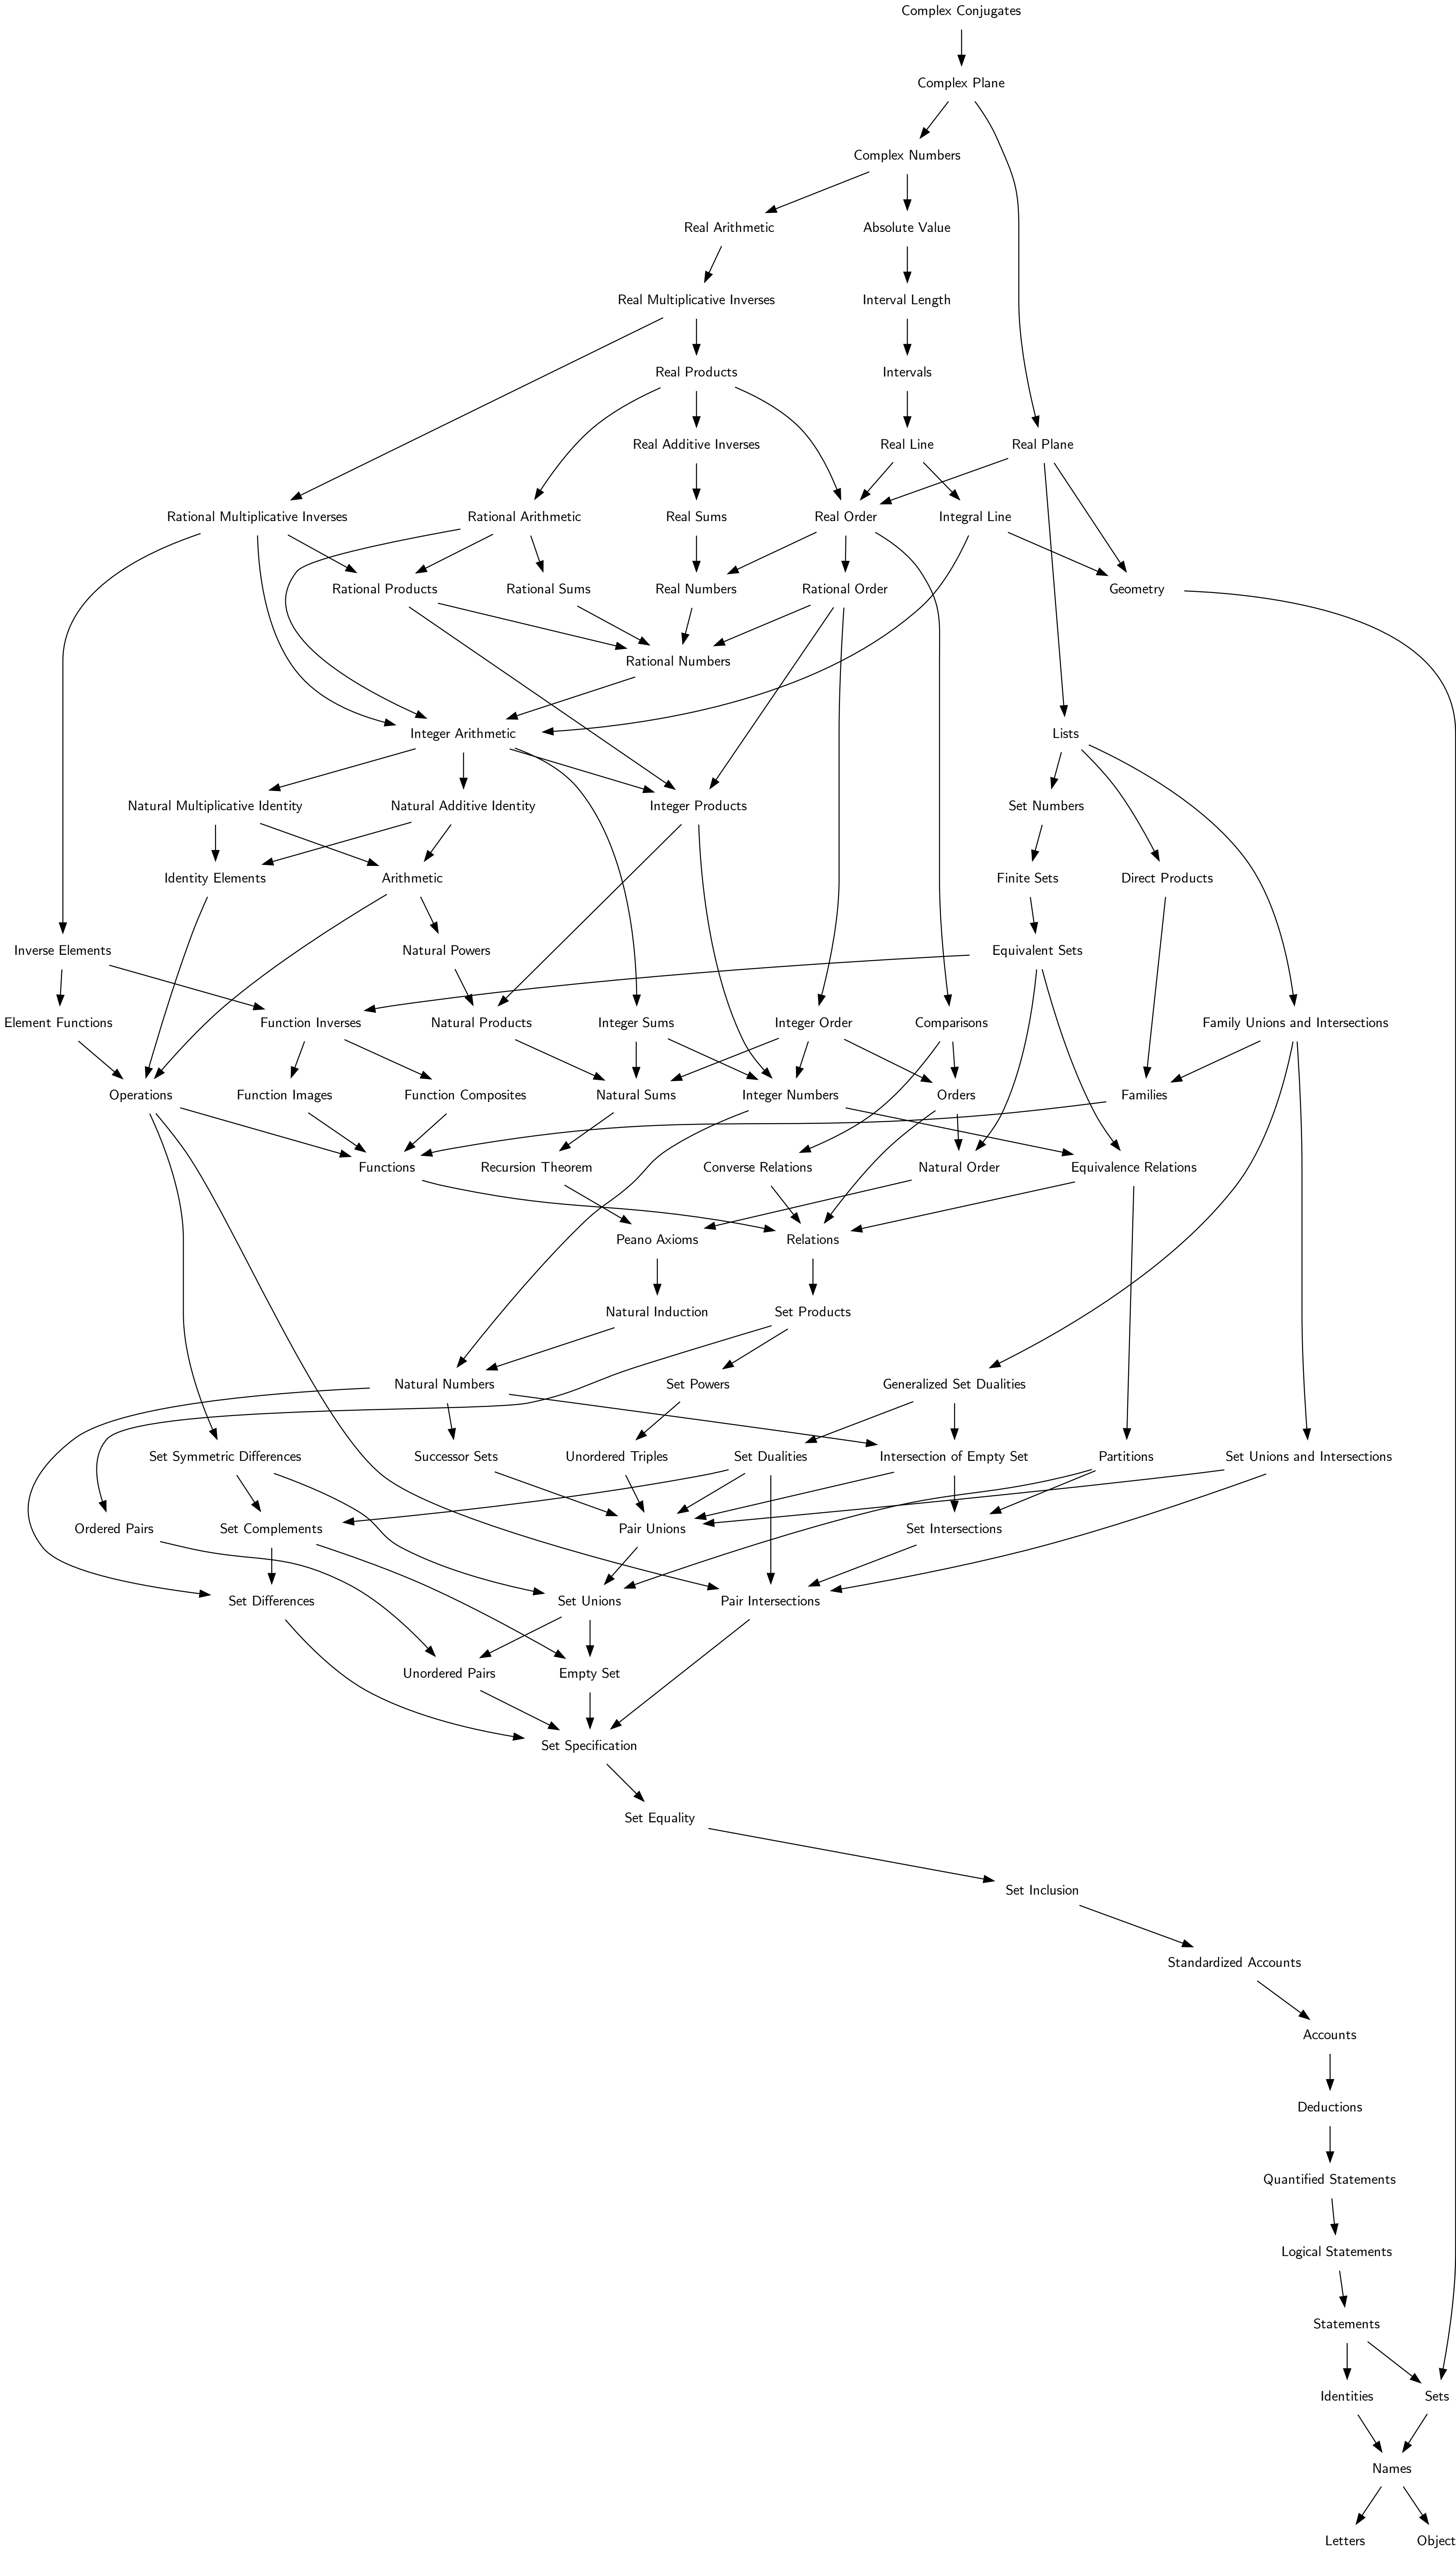 Complex Conjugates
Complex Plane
Complex Numbers
Real Arithmetic
Absolute Value
Real Multiplicative Inverses
Interval Length
Real Products
Intervals
Real Additive Inverses
Real Line
Real Plane
Rational Multiplicative Inverses
Rational Arithmetic
Real Sums
Real Order
Integral Line
Rational Products
Rational Sums
Real Numbers
Rational Order
Geometry
Rational Numbers
Integer Arithmetic
Lists
Natural Multiplicative Identity
Natural Additive Identity
Integer Products
Set Numbers
Identity Elements
Arithmetic
Finite Sets
Direct Products
Inverse Elements
Natural Powers
Equivalent Sets
Element Functions
Function Inverses
Natural Products
Integer Sums
Integer Order
Comparisons
Family Unions and Intersections
Operations
Function Images
Function Composites
Natural Sums
Integer Numbers
Orders
Families
Functions
Recursion Theorem
Converse Relations
Natural Order
Equivalence Relations
Peano Axioms
Relations
Natural Induction
Set Products
Natural Numbers
Set Powers
Generalized Set Dualities
Set Symmetric Differences
Successor Sets
Unordered Triples
Set Dualities
Intersection of Empty Set
Partitions
Set Unions and Intersections
Ordered Pairs
Set Complements
Pair Unions
Set Intersections
Set Differences
Set Unions
Pair Intersections
Unordered Pairs
Empty Set
Set Specification
Set Equality
Set Inclusion
Standardized Accounts
Accounts
Deductions
Quantified Statements
Logical Statements
Statements
Identities
Sets
Names
Letters
Object